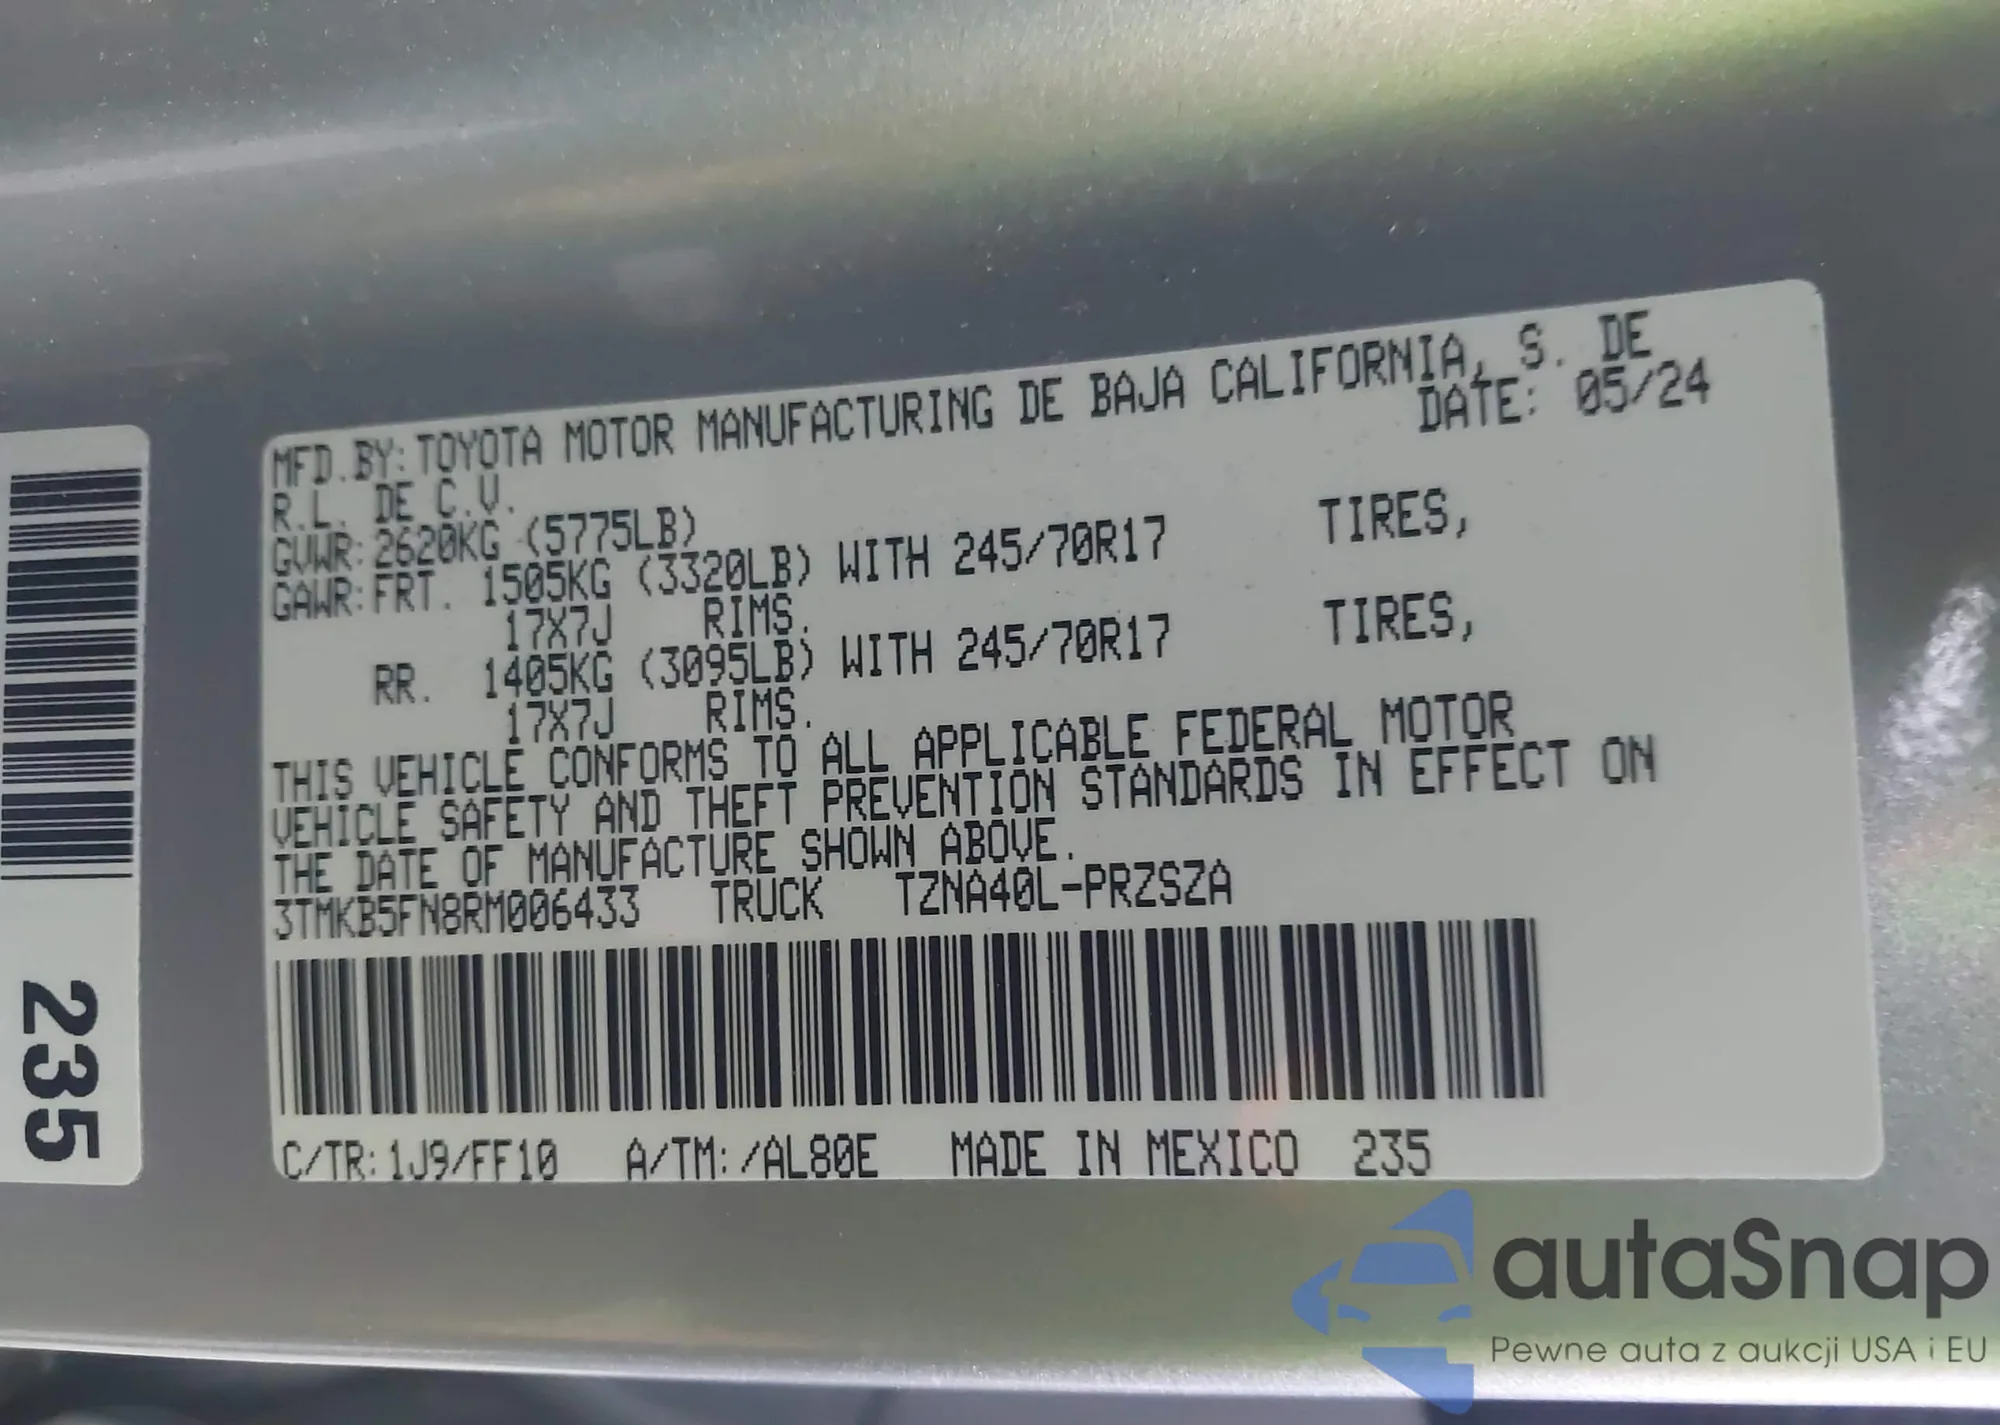 MFD.BY:TOYOTA MOTOR MANUFACTURING DE BAJA CALIFORNIA, S. DE
R.L. DE C.V. DATE: 05/24
GVWR:2620KG (5775LB)
GAWR:FRT. 1505KG (3320LB) WITH 245/70R17 TIRES,
17X7J RIMS.
RR. 1405KG (3095LB) WITH 245/70R17 TIRES,
17X7J RIMS.
THIS VEHICLE CONFORMS TO ALL APPLICABLE FEDERAL MOTOR
VEHICLE SAFETY AND THEFT PREVENTION STANDARDS IN EFFECT ON
THE DATE OF MANUFACTURE SHOWN ABOVE.
3TMKB5FN8RM006433 TRUCK TZNA40L-PRZSZA
C/TR:1J9/FF10 A/TM:/AL80E MADE IN MEXICO 235
235
autaSnap
Pewne auta z aukcji USA i EU